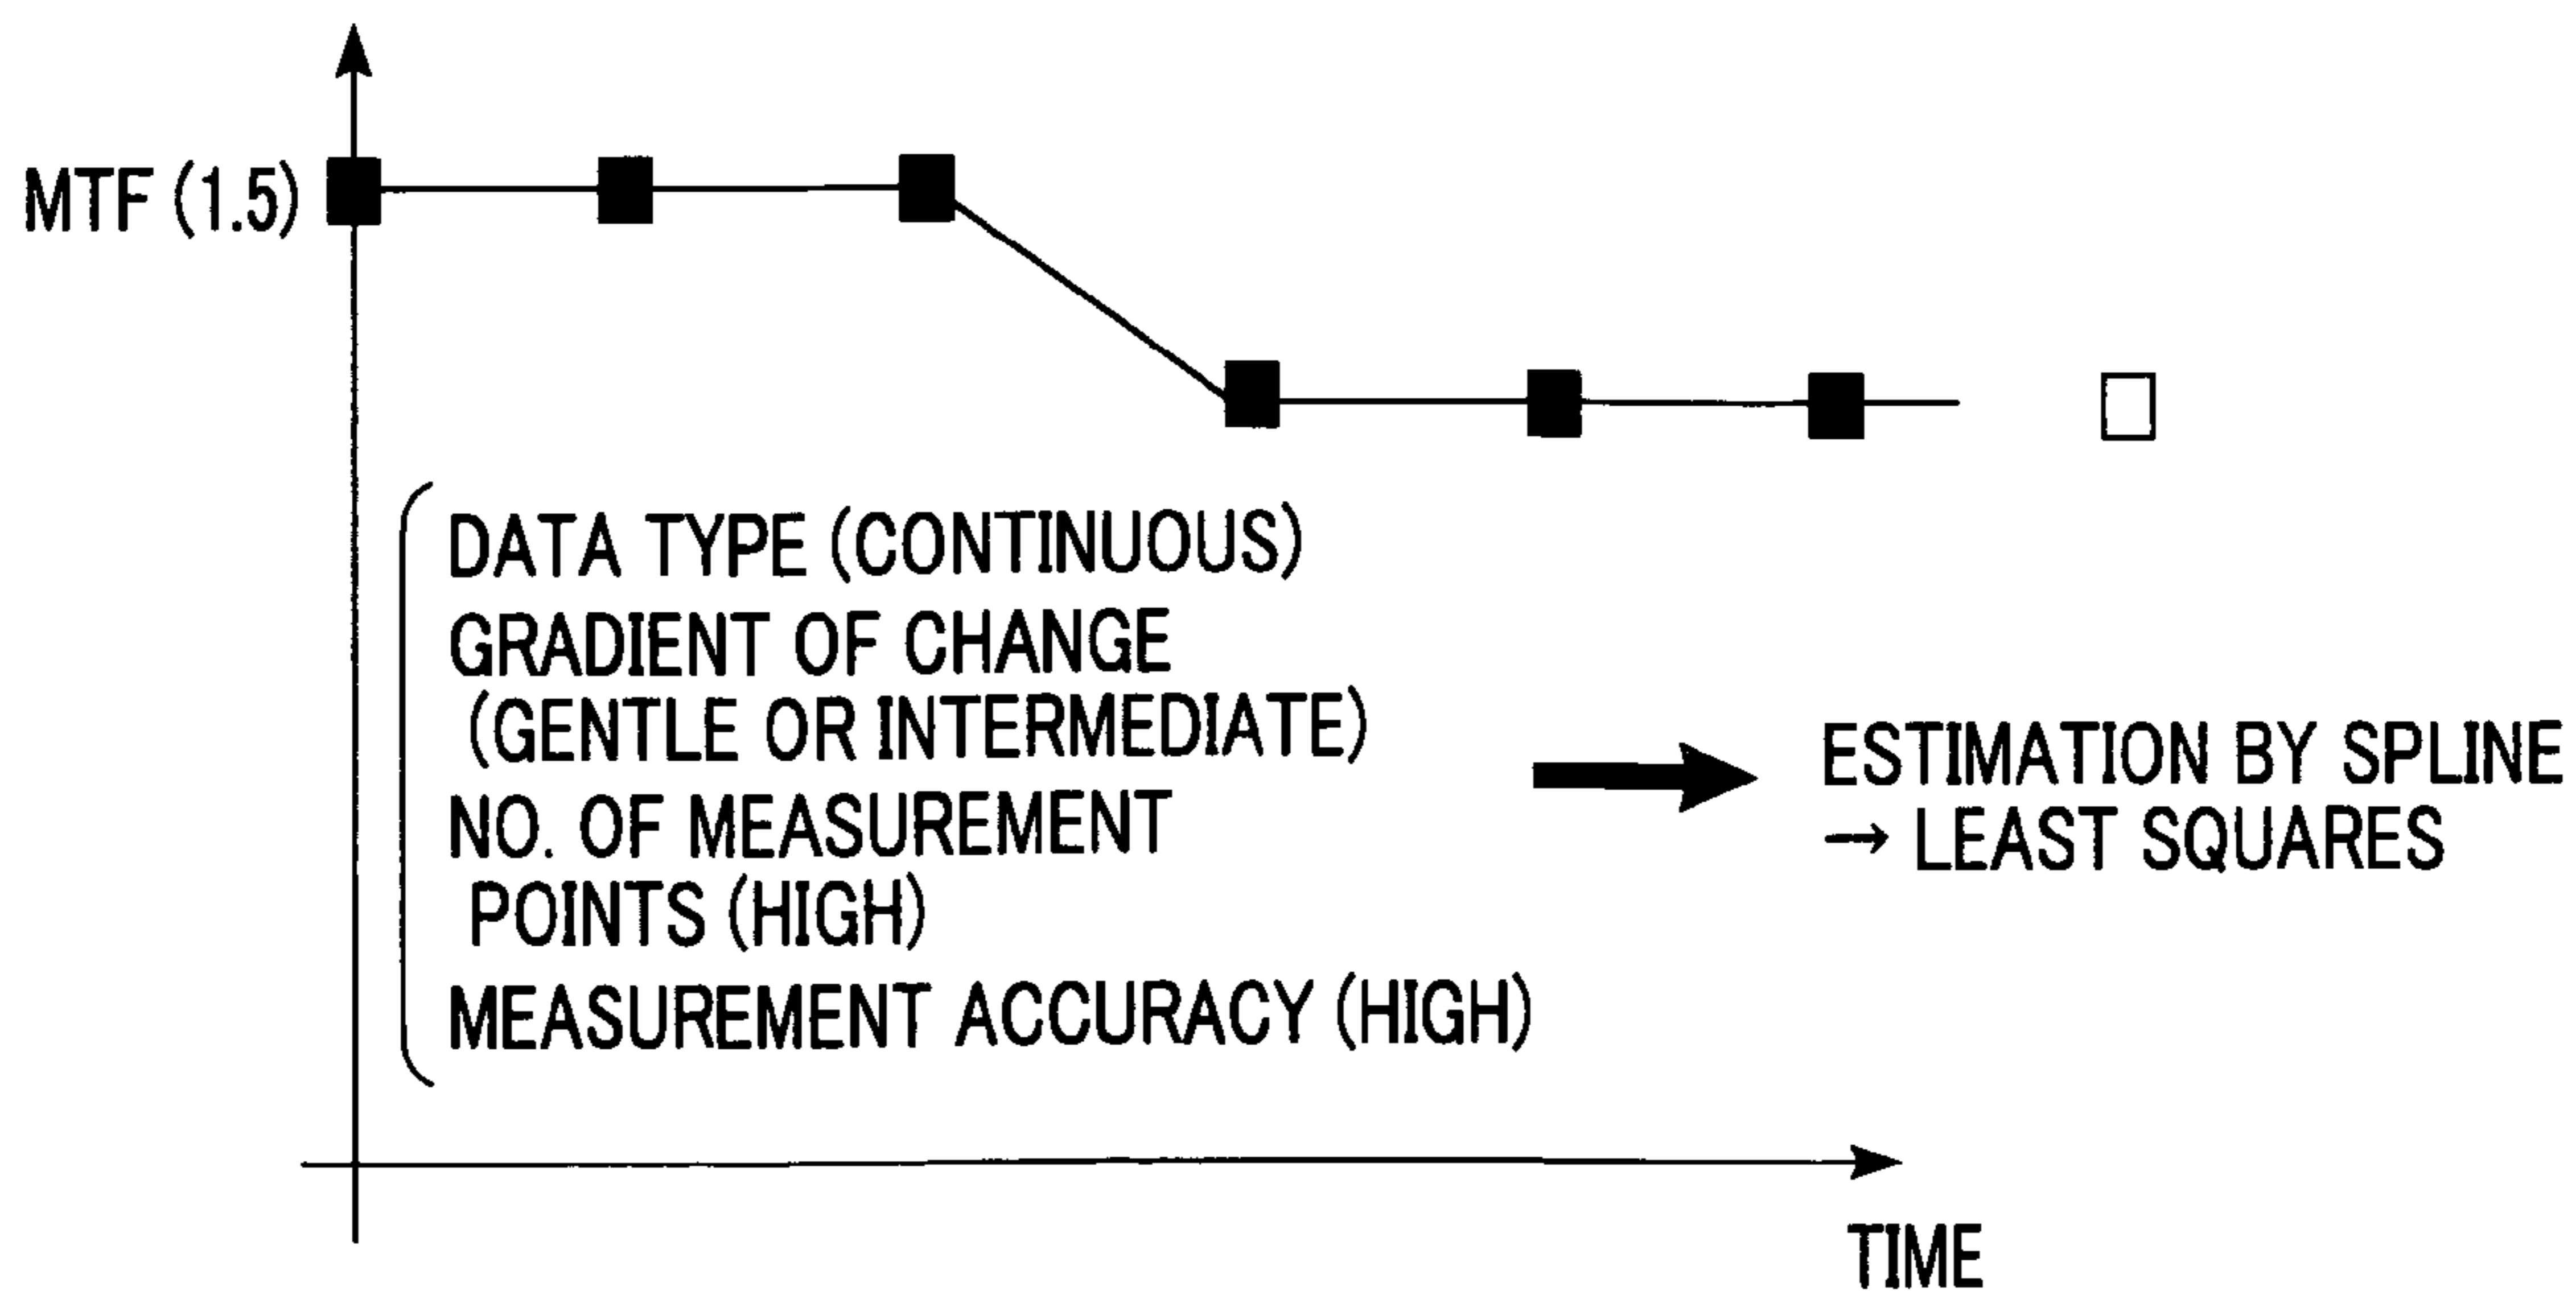 MTF (1.5)
DATA TYPE (CONTINUOUS)
GRADIENT OF CHANGE
(GENTLE OR INTERMEDIATE)
NO. OF MEASUREMENT
POINTS (HIGH)
MEASUREMENT ACCURACY (HIGH)
ESTIMATION BY SPLINE
→ LEAST SQUARES
TIME